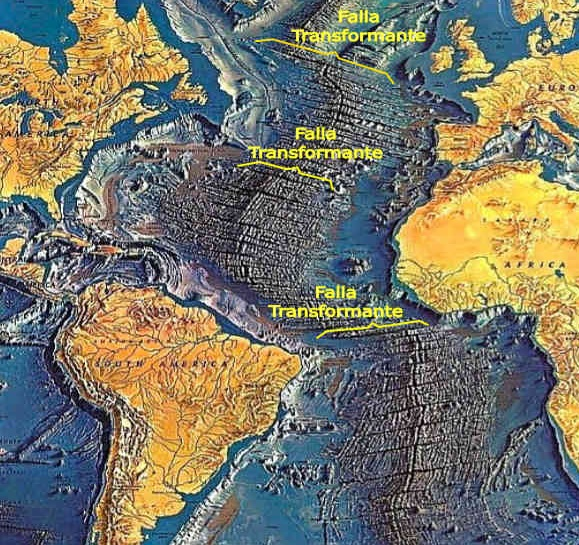 Falla
Transformante
EURO
Falla
Transformante
AFRICA
Falla
Transformante
SOUTH AMERICA